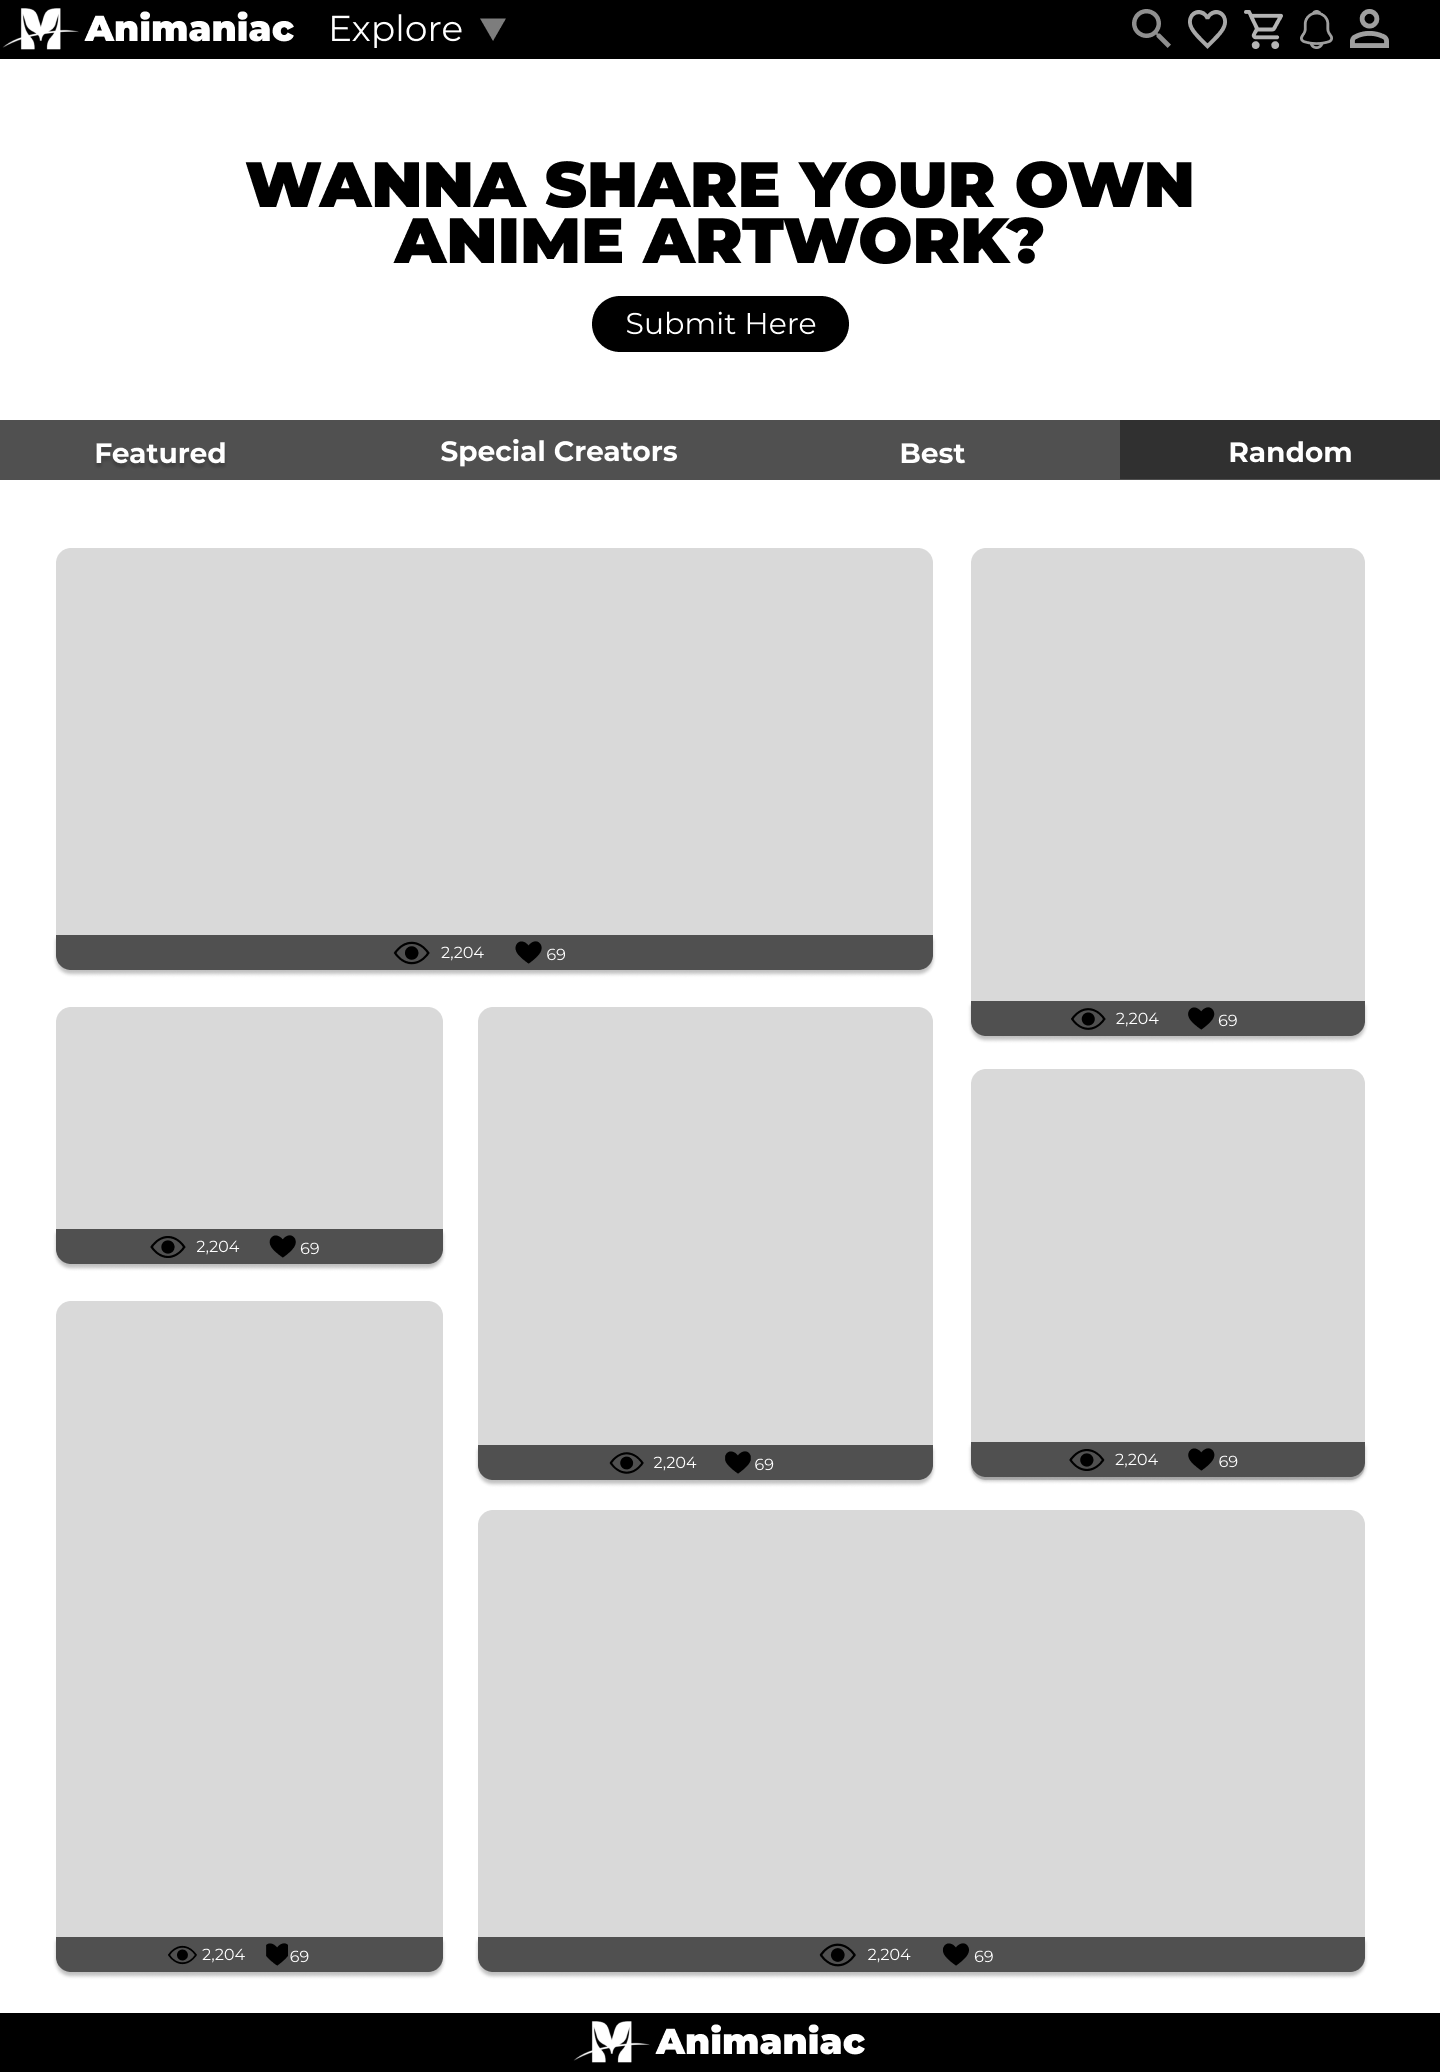 Animaniac Explore
WANNA SHARE YOUR OWN
ANIME ARTWORK?
Submit Here
Featured Special Creators Best Random
2,204 69
2,204 69
2,204 69
2,204 69
2,204 69
2,204 69
2,204 69
Animaniac